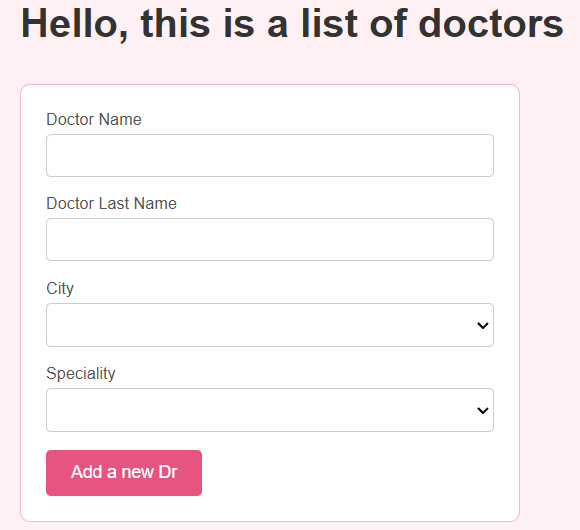 Hello, this is a list of doctors
Doctor Name
Doctor Last Name
City
Speciality
Add a new Dr